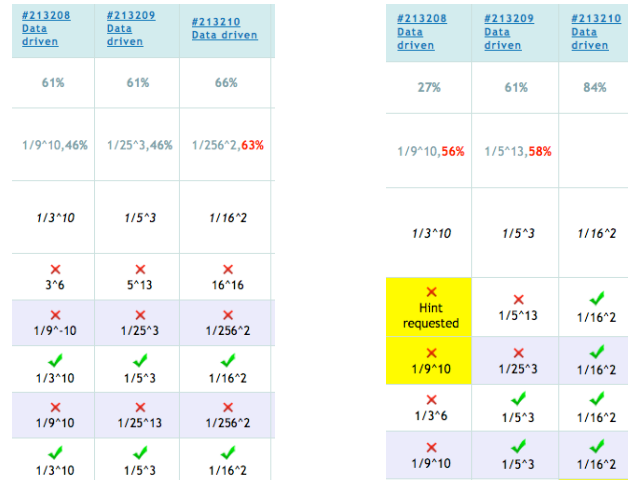 #213208 #213209 #213210
Data Data Data driven
driven driven
61% 61% 66%
1/9^10,46% 1/25^3,46% 1/256^2,63%
1/3^10 1/5^3 1/16^2
3^6 5^13 16^16
1/9^-10 1/25^3 1/256^2
1/3^10 1/5^3 1/16^2
1/9^10 1/25^13 1/256^2
1/3^10 1/5^3 1/16^2
#213208 #213209 #213210
Data Data Data
driven driven driven
27% 61% 84%
1/9^10,56% 1/5^13,58%
1/3^10 1/5^3 1/16^2
Hint
requested 1/5^13 1/16^2
1/9^10 1/25^3 1/16^2
1/3^6 1/5^3 1/16^2
1/9^10 1/5^3 1/16^2